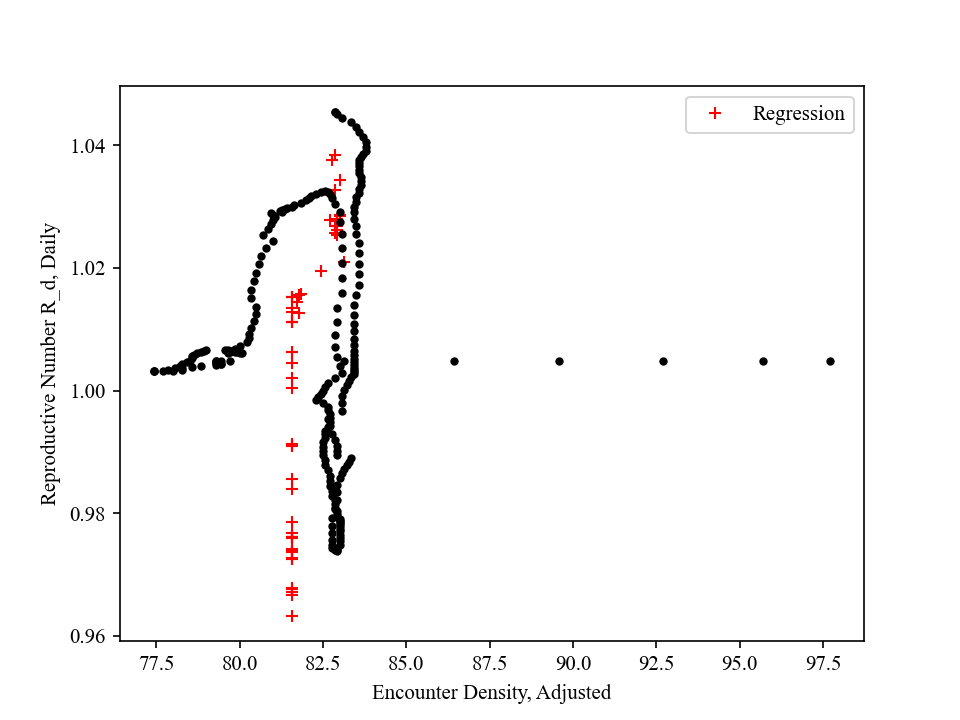 Regression
1.04
1.02
1.00
0.98
0.96
Reproductive Number R_d, Daily
77.5 80.0 82.5 85.0 87.5 90.0 92.5 95.0 97.5
Encounter Density, Adjusted